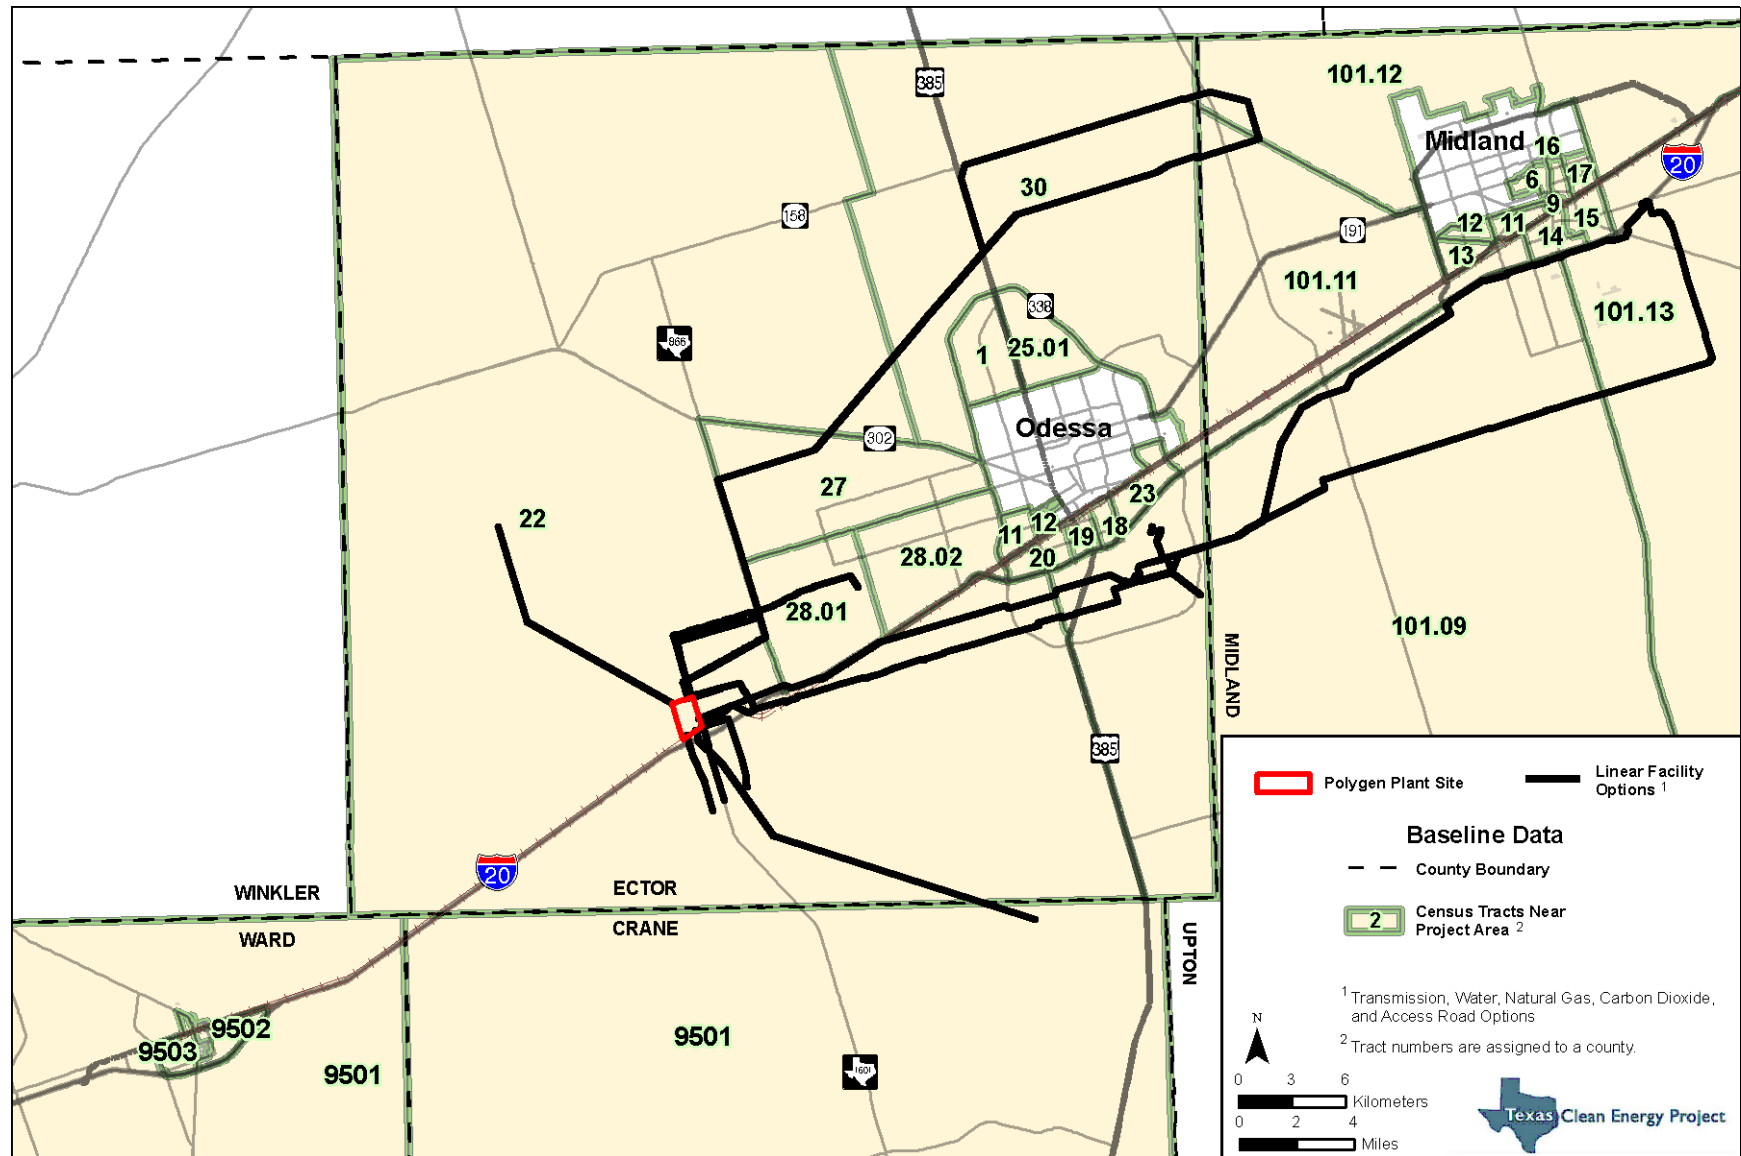 385
101.12
Midland
16
20
6
17
30
158
9
15
12
11
191
14
13
101.11
338
101.13
966
1
25.01
Odessa
302
27
23
22
12
18
11
19
28.02
20
28.01
101.09
MIDLAND
385
20
WINKLER
ECTOR
WARD
CRANE
UPTON
9502
9503
9501
9501
1601
Polygen Plant Site
Linear Facility
Options 1
Baseline Data
County Boundary
2
Census Tracts Near
Project Area 2
1 Transmission, Water, Natural Gas, Carbon Dioxide,
and Access Road Options
2 Tract numbers are assigned to a county.
N
0 3 6
Kilometers
0 2 4
Miles
Texas Clean Energy Project